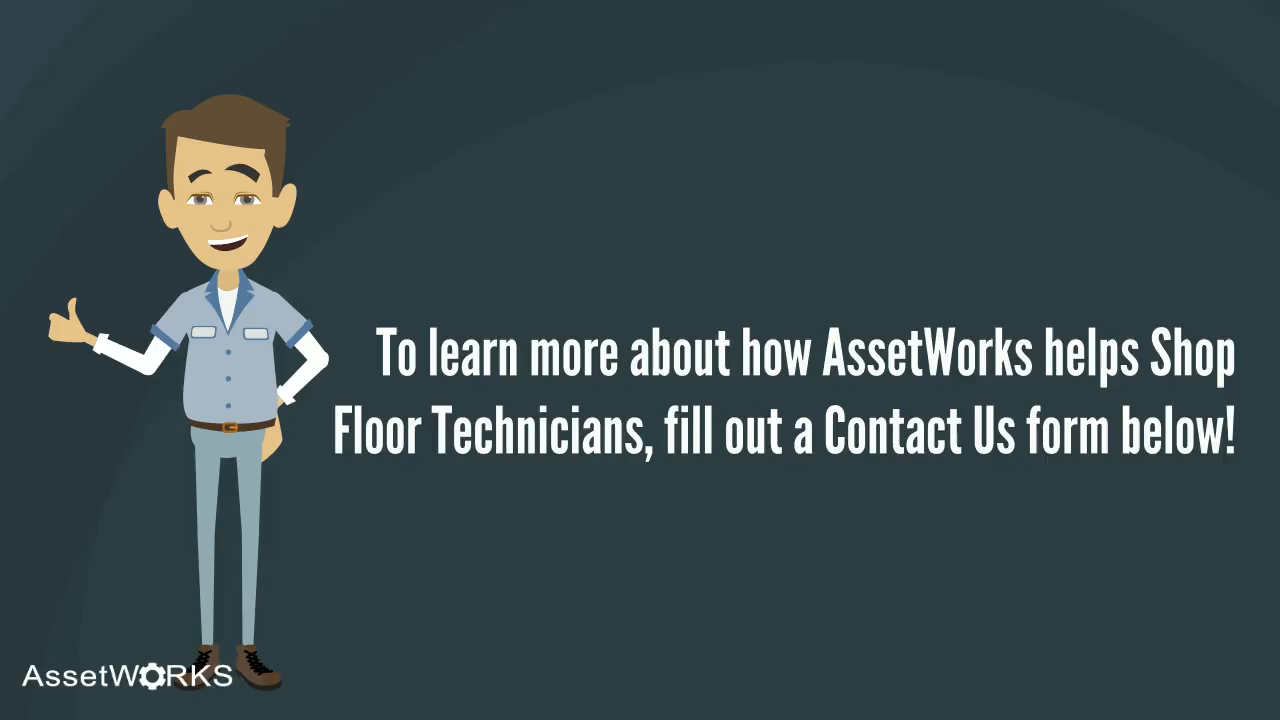 To learn more about how AssetWorks helps Shop
Floor Technicians, fill out a Contact Us form below!
AssetWORKS